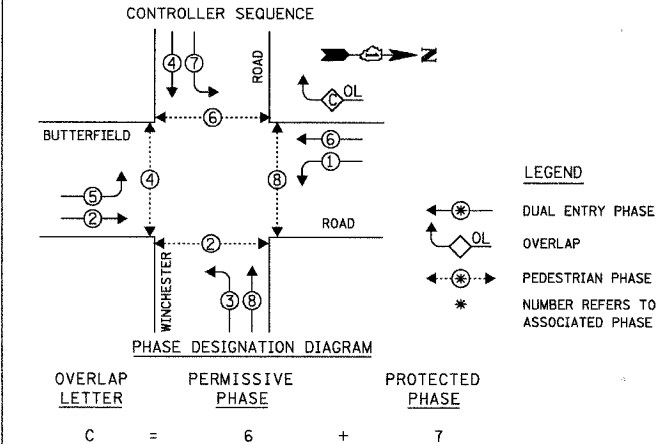 CONTROLLER SEQUENCE
4 7
ROAD
N
C OL
6
BUTTERFIELD
6
1
4
8
LEGEND
5
* DUAL ENTRY PHASE
2
ROAD
OL OVERLAP
2
* PEDESTRIAN PHASE
WINCHESTER
3 8
* NUMBER REFERS TO
ASSOCIATED PHASE
PHASE DESIGNATION DIAGRAM
OVERLAP PERMISSIVE PROTECTED
LETTER PHASE PHASE
C = 6 + 7